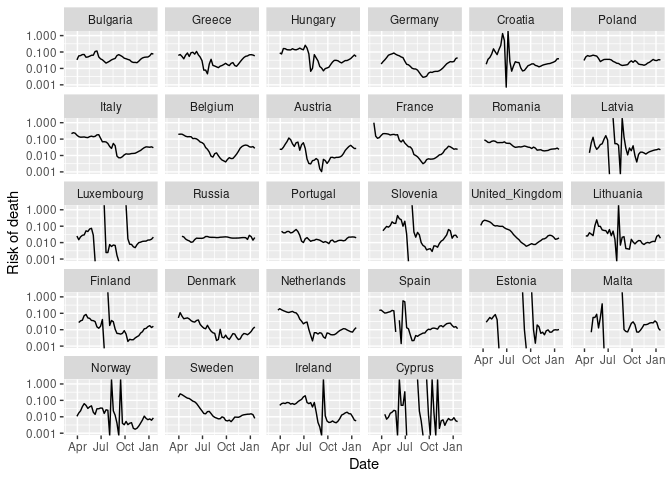 Bulgaria Greece Hungary Germany Croatia Poland
1.000
0.100
0.010
0.001
Italy Belgium Austria France Romania Latvia
1.000
0.100
0.010
0.001
Luxembourg Russia Portugal Slovenia United_Kingdom Lithuania
1.000
0.100
0.010
0.001
Finland Denmark Netherlands Spain Estonia Malta
1.000
0.100
0.010
0.001
Apr Jul Oct Jan Apr Jul Oct Jan
Norway Sweden Ireland Cyprus
1.000
0.100
0.010
0.001
Apr Jul Oct Jan Apr Jul Oct Jan Apr Jul Oct Jan Apr Jul Oct Jan
Date
Risk of death